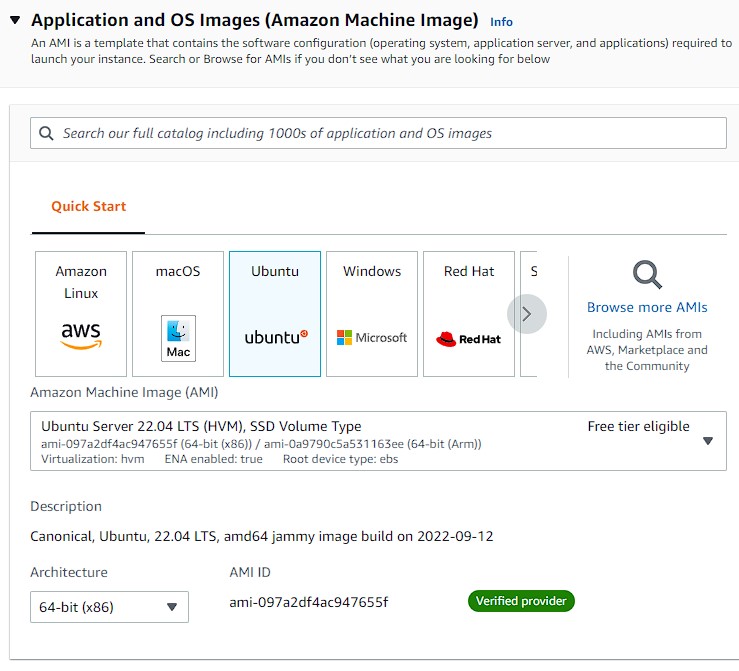 Application and OS Images (Amazon Machine Image) Info
An AMI is a template that contains the software configuration (operating system, application server, and applications) required to
launch your instance. Search or Browse for AMIs if you don't see what you are looking for below
Search our full catalog including 1000s of application and OS images
Quick Start
Amazon
Linux
aws
macOS
Mac
Ubuntu
ubuntu
Windows
Microsoft
Red Hat
Red Hat
S
Browse more AMIs
Including AMIs from
AWS, Marketplace and
the Community
Amazon Machine Image (AMI)
Ubuntu Server 22.04 LTS (HVM), SSD Volume Type
Free tier eligible
ami-097a2df4ac947655f (64-bit (x86)) / ami-0a9790c5a531163ee (64-bit (Arm))
Virtualization: hvm ENA enabled: true Root device type: ebs
Description
Canonical, Ubuntu, 22.04 LTS, amd64 jammy image build on 2022-09-12
Architecture
AMI ID
64-bit (x86)
ami-097a2df4ac947655f
Verified provider